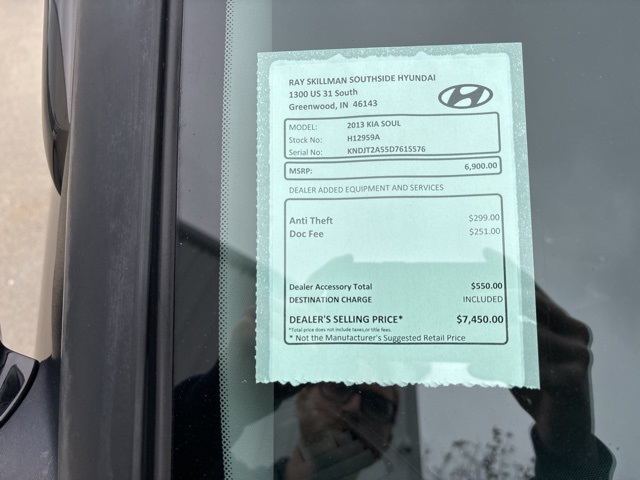 RAY SKILLMAN SOUTHSIDE HYUNDAI
1300 US 31 South
Greenwood, IN 46143
MODEL: 2013 KIA SOUL
Stock No: H12959A
Serial No: KNDJT2A55D7615576
MSRP: 6,900.00
DEALER ADDED EQUIPMENT AND SERVICES
Anti Theft $299.00
Doc Fee $251.00
Dealer Accessory Total $550.00
DESTINATION CHARGE INCLUDED
DEALER'S SELLING PRICE* $7,450.00
*Total price does not include taxes,or title fees.
* Not the Manufacturer's Suggested Retail Price